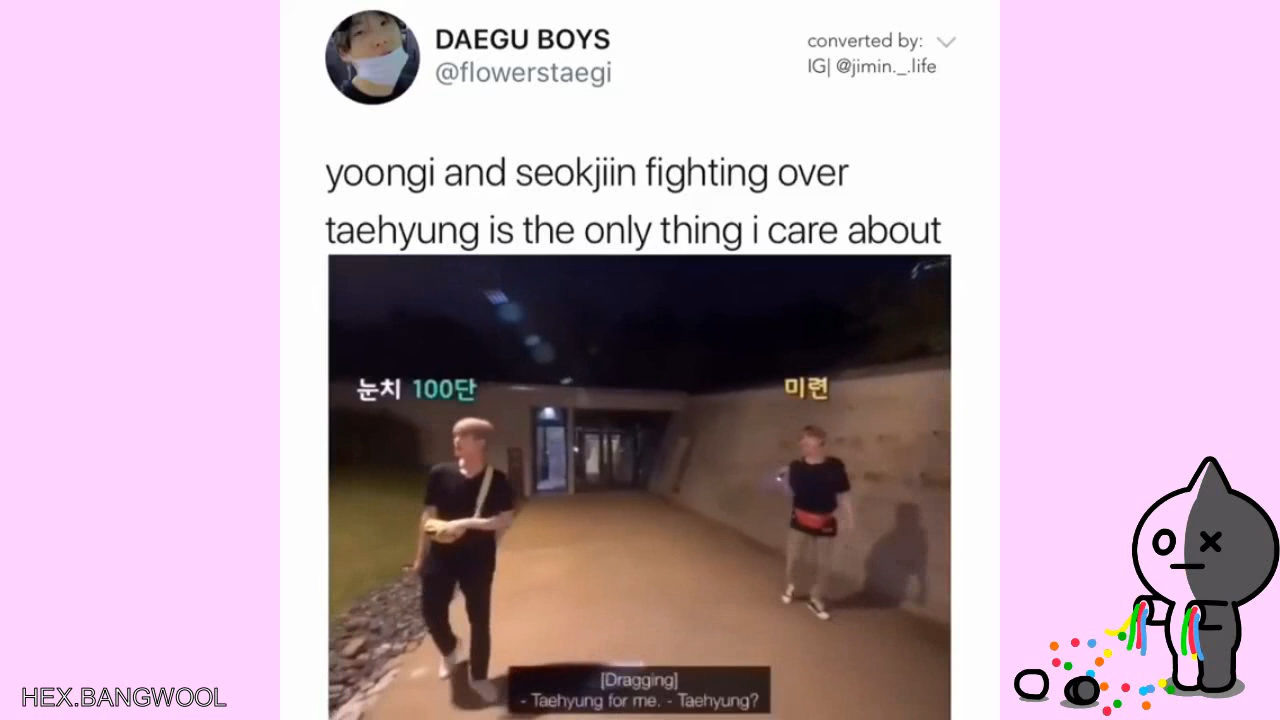 DAEGU BOYS
@flowerstaegi
converted by:
IG| @jimin._.life
yoongi and seokjiin fighting over
taehyung is the only thing i care about
눈치 100단
미련
[Dragging]
- Taehyung for me. - Taehyung?
HEX.BANGWOOL